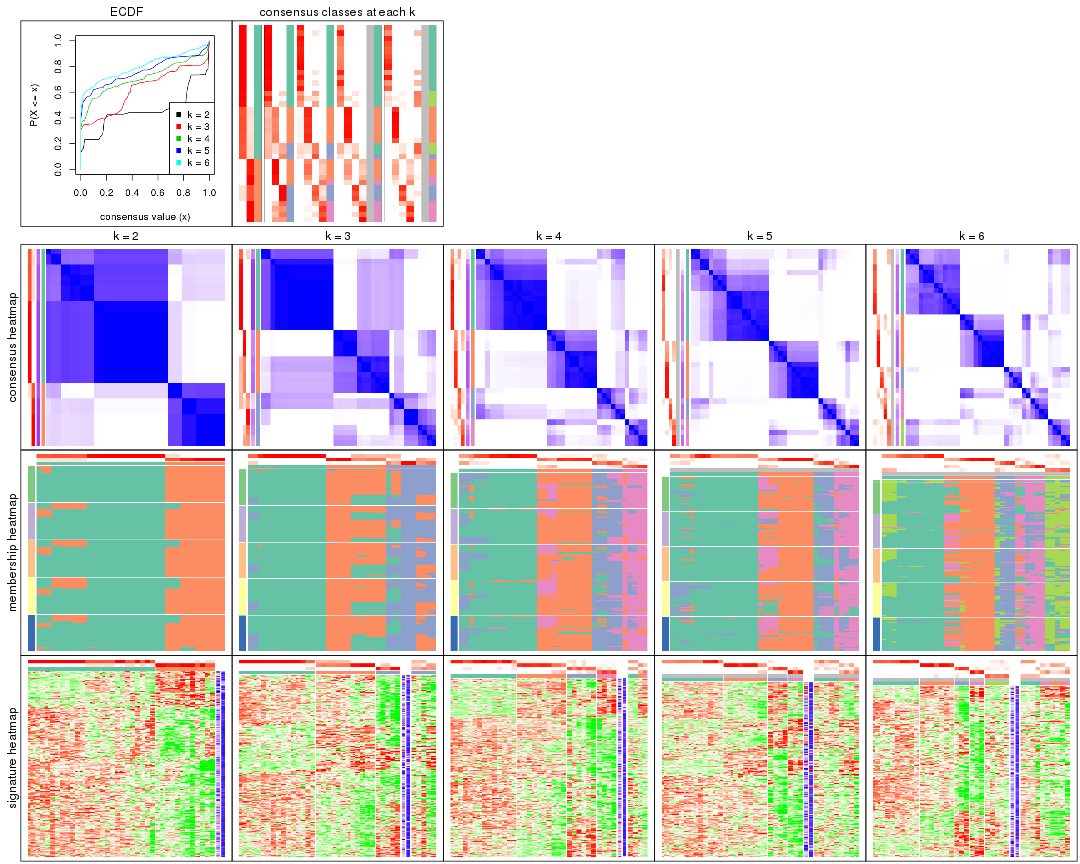 ECDF
consensus classes at each k
P(X <= x)
0.0 0.2 0.4 0.6 0.8 1.0
k = 2
k = 3
k = 4
k = 5
k = 6
0.0 0.2 0.4 0.6 0.8 1.0
consensus value (x)
k = 2
k = 3
k = 4
k = 5
k = 6
consensus heatmap
membership heatmap
signature heatmap